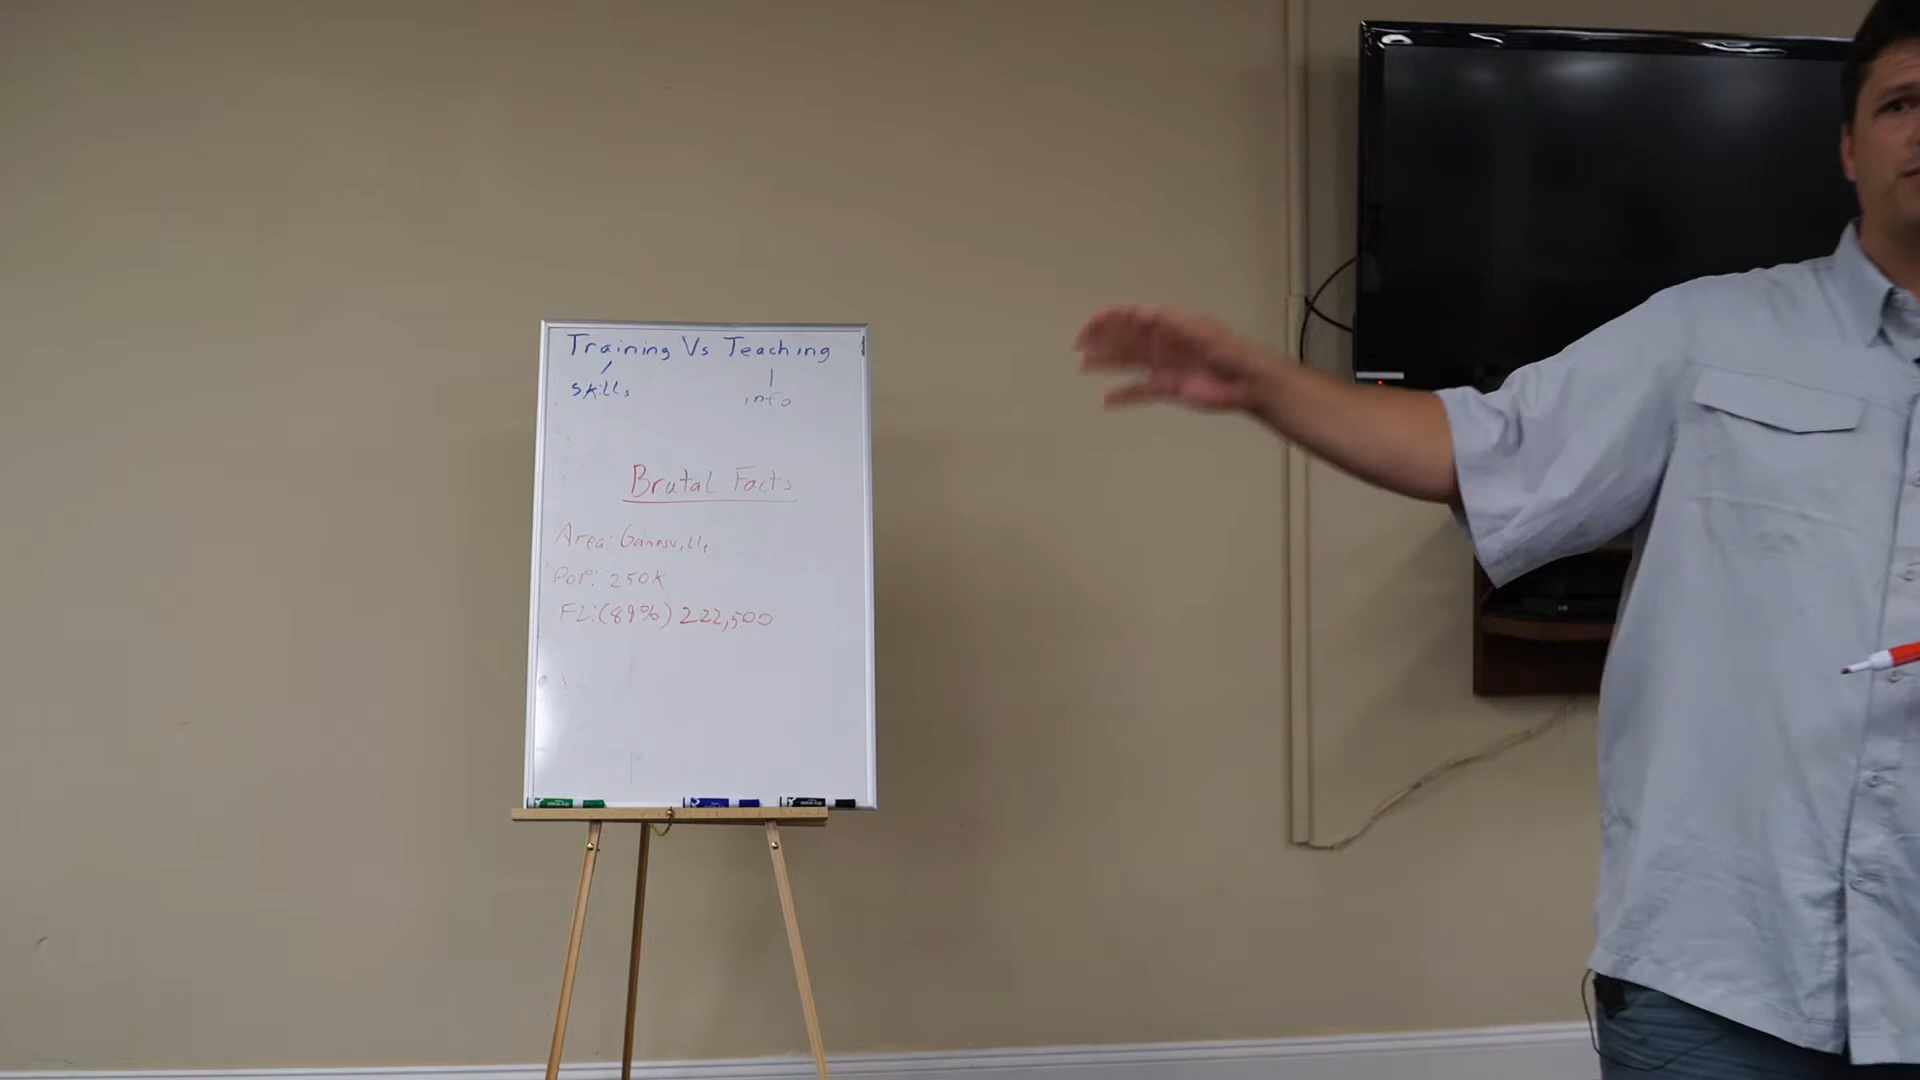 Training Vs Teaching
skills info
Brutal Facts
Area: Gainesville
Pop: 250K
FL: (89%) 222,500